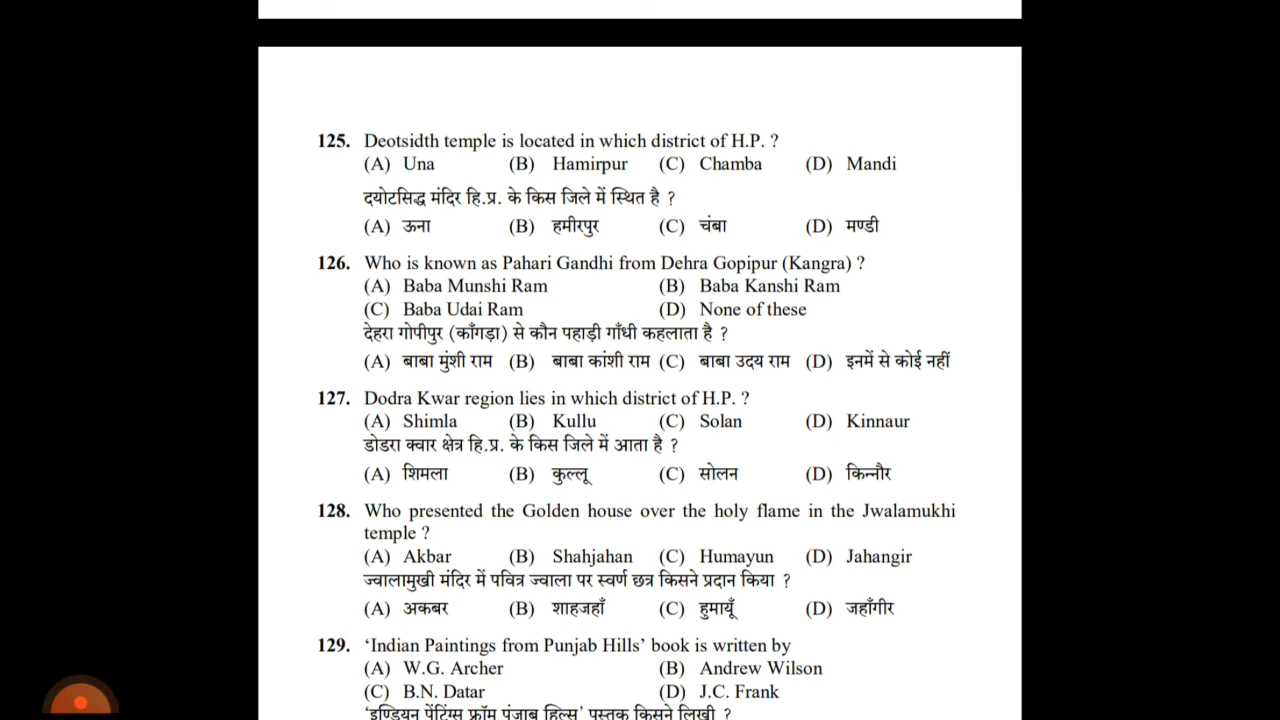 125. Deotsidth temple is located in which district of H.P. ?
(A) Una (B) Hamirpur (C) Chamba (D) Mandi
दयोटसिद्ध मंदिर हि.प्र. के किस जिले में स्थित है ?
(A) ऊना (B) हमीरपुर (C) चंबा (D) मण्डी
126. Who is known as Pahari Gandhi from Dehra Gopipur (Kangra) ?
(A) Baba Munshi Ram (B) Baba Kanshi Ram
(C) Baba Udai Ram (D) None of these
देहरा गोपीपुर (काँगड़ा) से कौन पहाड़ी गाँधी कहलाता है ?
(A) बाबा मुंशी राम (B) बाबा कांशी राम (C) बाबा उदय राम (D) इनमें से कोई नहीं
127. Dodra Kwar region lies in which district of H.P. ?
(A) Shimla (B) Kullu (C) Solan (D) Kinnaur
डोडरा क्वार क्षेत्र हि.प्र. के किस जिले में आता है ?
(A) शिमला (B) कुल्लू (C) सोलन (D) किन्नौर
128. Who presented the Golden house over the holy flame in the Jwalamukhi
temple ?
(A) Akbar (B) Shahjahan (C) Humayun (D) Jahangir
ज्वालामुखी मंदिर में पवित्र ज्वाला पर स्वर्ण छत्र किसने प्रदान किया ?
(A) अकबर (B) शाहजहाँ (C) हुमायूँ (D) जहाँगीर
129. ‘Indian Paintings from Punjab Hills’ book is written by
(A) W.G. Archer (B) Andrew Wilson
(C) B.N. Datar (D) J.C. Frank
‘इण्डियन पेंटिंग्स फ्रॉम पंजाब हिल्स’ पुस्तक किसने लिखी ?